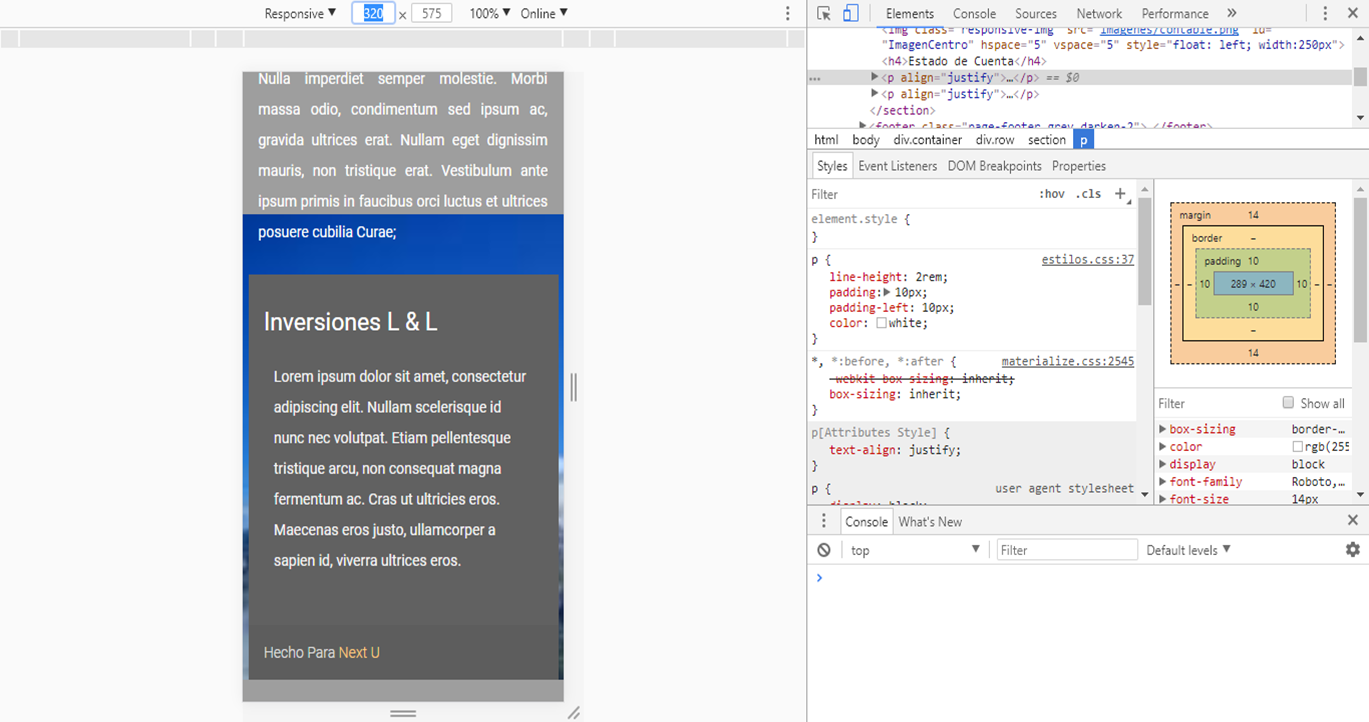 Responsive ▼ 320 × 575 100% ▼ Online ▼
Nulla imperdiet semper molestie. Morbi
massa odio, condimentum sed ipsum ac,
gravida ultrices erat. Nullam eget dignissim
mauris, non tristique erat. Vestibulum ante
ipsum primis in faucibus orci luctus et ultrices
posuere cubilia Curae;
Inversiones L & L
Lorem ipsum dolor sit amet, consectetur
adipiscing elit. Nullam scelerisque id
nunc nec volutpat. Etiam pellentesque
tristique arcu, non consequat magna
fermentum ac. Cras ut ultricies eros.
Maecenas eros justo, ullamcorper a
sapien id, viverra ultrices eros.
Hecho Para Next U
Elements Console Sources Network Performance »
<img class="responsive-img" src="imagenes/contable.png" id=
"ImagenCentro" hspace="5" vspace="5" style="float: left; width:250px">
<h4>Estado de Cuenta</h4>
... ▶<p align="justify">…</p> == $0
▶<p align="justify">…</p>
</section>
▶<footer class="page-footer grey darken-2">…</footer>
html body div.container div.row section p
Styles Event Listeners DOM Breakpoints Properties
Filter :hov .cls +
element.style {
}
p { estilos.css:37
line-height: 2rem;
padding:▶ 10px;
padding-left: 10px;
color: white;
}
*, *:before, *:after { materialize.css:2545
-webkit-box-sizing: inherit;
box-sizing: inherit;
}
p[Attributes Style] {
text-align: justify;
}
p { user agent stylesheet
display: block;
margin 14
border –
padding 10
– – 10 289 × 420 10 – –
10
–
14
Filter Show all
▶ box-sizing border-…
▶ color rgb(255
▶ display block
▶ font-family Roboto,…
▶ font-size 14px
Console What's New
top ▼ Filter Default levels ▼